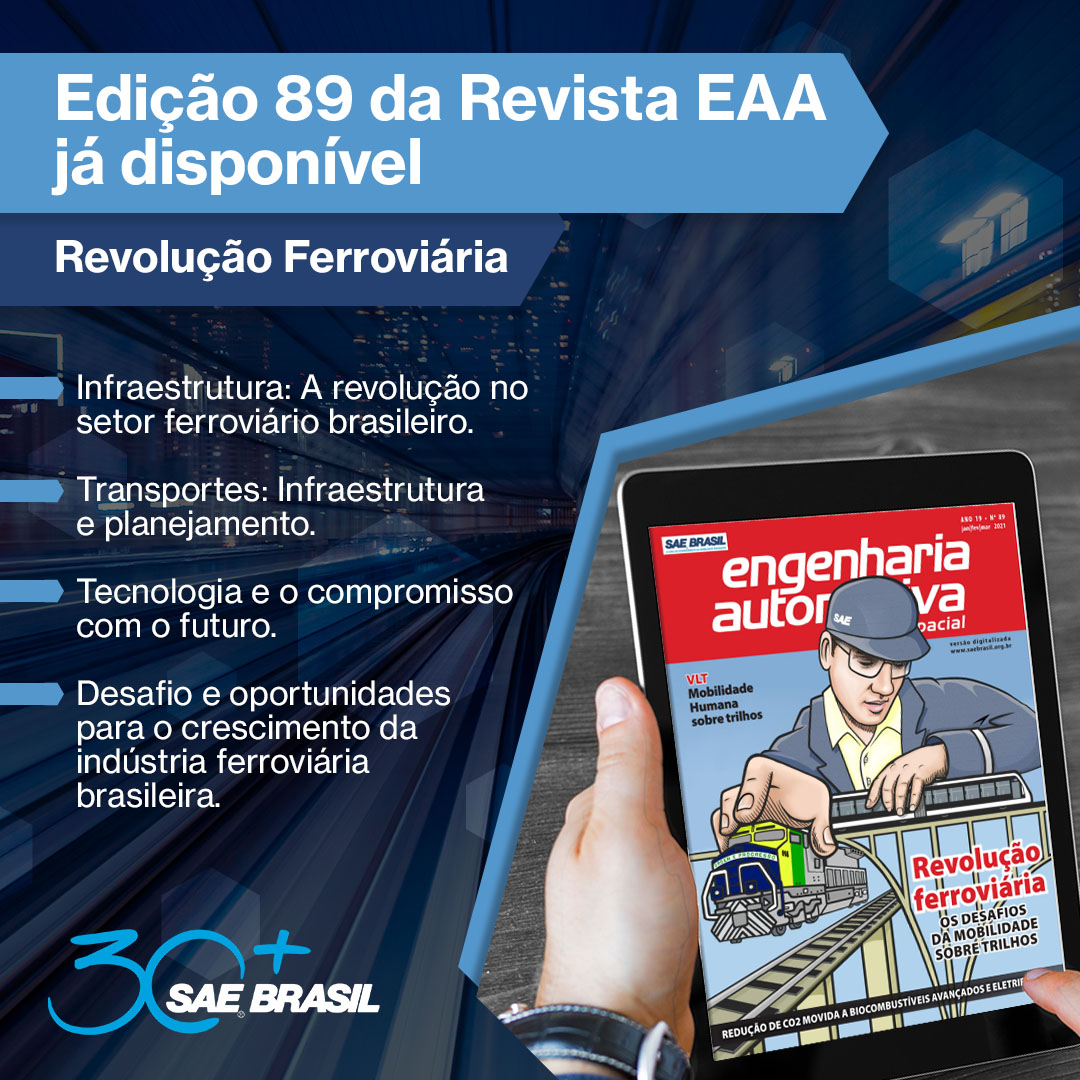 Edição 89 da Revista EAA
já disponível
Revolução Ferroviária
Infraestrutura: A revolução no
setor ferroviário brasileiro.
Transportes: Infraestrutura
e planejamento.
Tecnologia e o compromisso
com o futuro.
Desafio e oportunidades
para o crescimento da
indústria ferroviária
brasileira.
30+
SAE BRASIL
ANO 19 - Nº 89
jan|fev|mar 2021
SAE BRASIL
engenharia
SAE
versão digitalizada
www.saebrasil.org.br
VLT
Mobilidade
Humana
sobre trilhos
Revolução
ferroviária
OS DESAFIOS
DA MOBILIDADE
SOBRE TRILHOS
REDUÇÃO DE CO2 MOVIDA A BIOCOMBUSTÍVEIS AVANÇADOS E